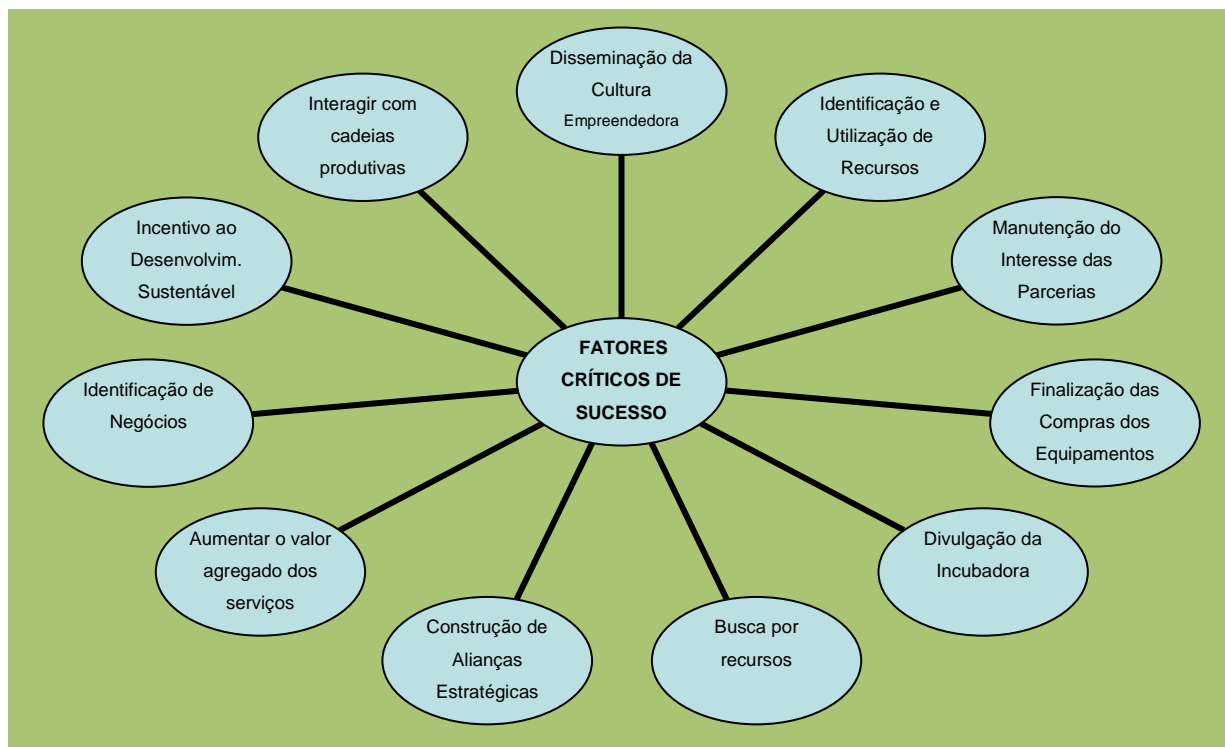 Disseminação da
Cultura
Empreendedora
Identificação e
Utilização de
Recursos
Manutenção do
Interesse das
Parcerias
Finalização das
Compras dos
Equipamentos
Divulgação da
Incubadora
Busca por
recursos
Construção de
Alianças
Estratégicas
Aumentar o valor
agregado dos
serviços
Identificação de
Negócios
Incentivo ao
Desenvolvim.
Sustentável
Interagir com
cadeias
produtivas
FATORES
CRÍTICOS DE
SUCESSO